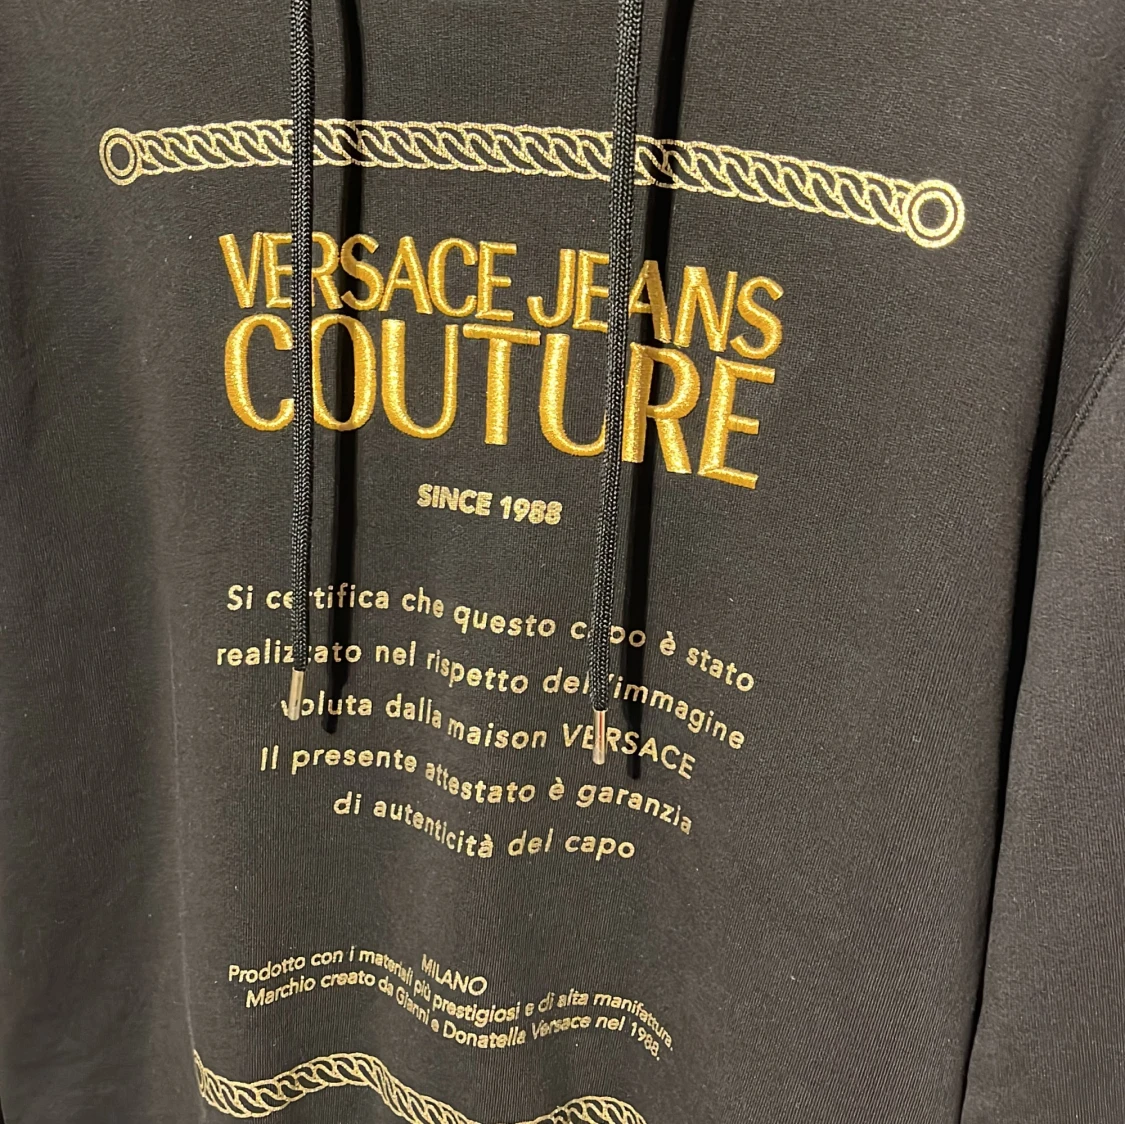 VERSACE JEANS
COUTURE
SINCE 1988
Si certifica che questo capo è stato
realizzato nel rispetto dell'immagine
voluta dalla maison VERSACE
Il presente attestato è garanzia
di autenticità del capo
MILANO
Prodotto con i materiali più prestigiosi e di alta manifattura.
Marchio creato da Gianni e Donatella Versace nel 1988.